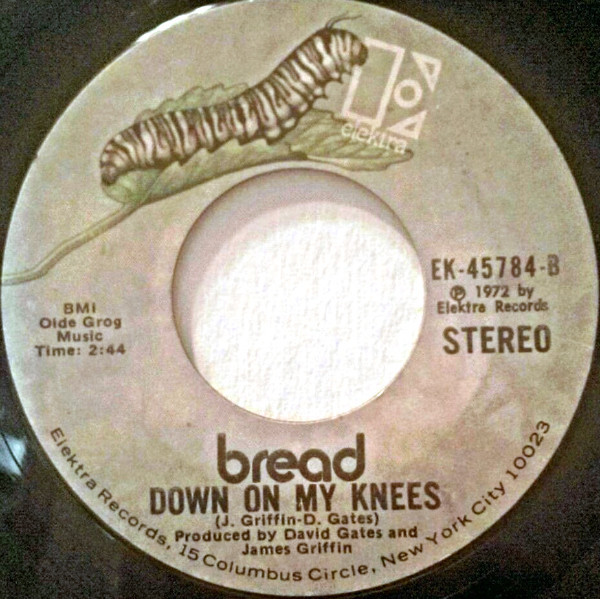 elektra
EK-45784-B
℗ 1972 by
Elektra Records
STEREO
BMI
Olde Grog
Music
Time: 2:44
bread
DOWN ON MY KNEES
(J. Griffin-D. Gates)
Produced by David Gates and
James Griffin
Elektra Records, 15 Columbus Circle, New York City 10023